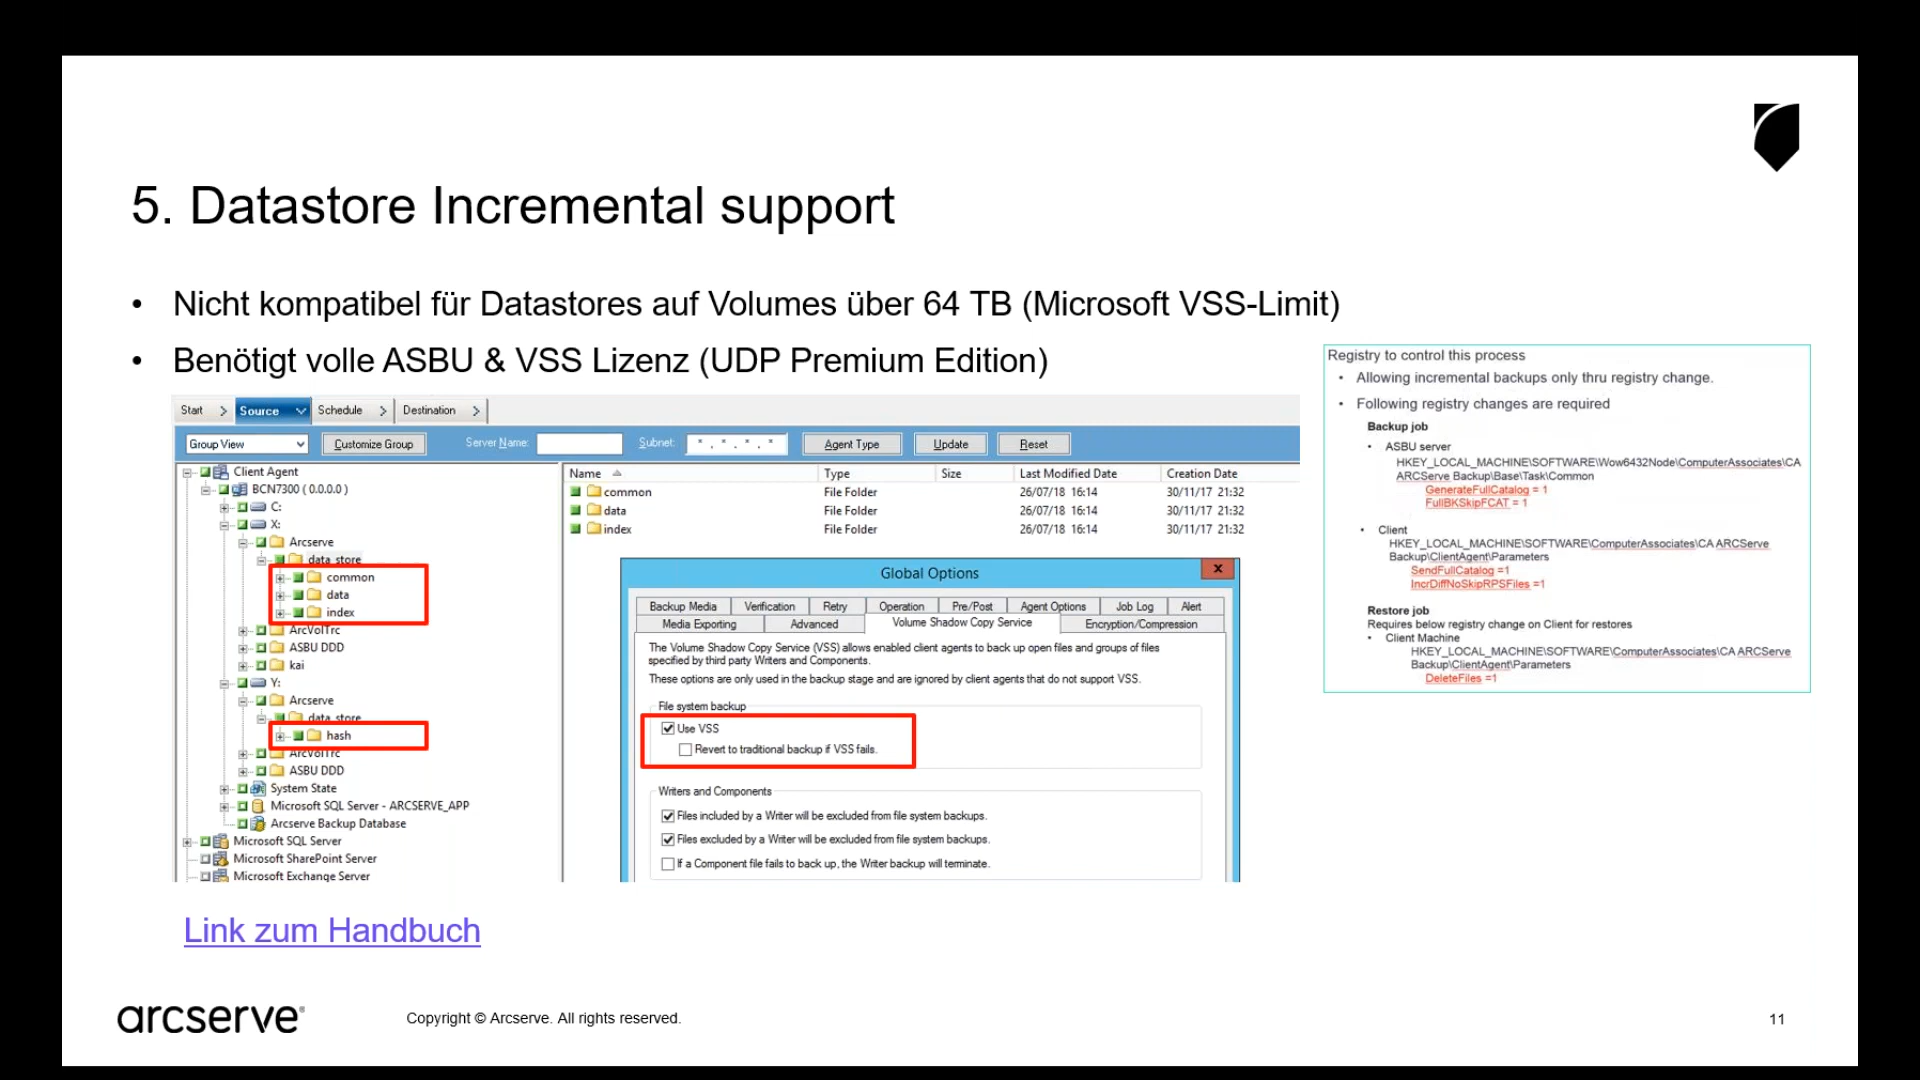 5. Datastore Incremental support
• Nicht kompatibel für Datastores auf Volumes über 64 TB (Microsoft VSS-Limit)
• Benötigt volle ASBU & VSS Lizenz (UDP Premium Edition)
Start > Source Schedule > Destination >
Group View Customize Group Server Name: Subnet: * . * . * . * Agent Type Update Reset
Client Agent
BCN7300 ( 0.0.0.0 )
C:
X:
Arcserve
data_store
common
data
index
ArcVolTrc
ASBU DDD
kai
Y:
Arcserve
data_store
hash
ArcVolTrc
ASBU DDD
System State
Microsoft SQL Server - ARCSERVE_APP
Arcserve Backup Database
Microsoft SQL Server
Microsoft SharePoint Server
Microsoft Exchange Server
Name Type Size Last Modified Date Creation Date
common File Folder 26/07/18 16:14 30/11/17 21:32
data File Folder 26/07/18 16:14 30/11/17 21:32
index File Folder 26/07/18 16:14 30/11/17 21:32
Global Options x
Backup Media Verification Retry Operation Pre/Post Agent Options Job Log Alert
Media Exporting Advanced Volume Shadow Copy Service Encryption/Compression
The Volume Shadow Copy Service (VSS) allows enabled client agents to back up open files and groups of files
specified by third party Writers and Components.
These options are only used in the backup stage and are ignored by client agents that do not support VSS.
File system backup
Use VSS
Revert to traditional backup if VSS fails.
Writers and Components
Files included by a Writer will be excluded from file system backups.
Files excluded by a Writer will be excluded from file system backups.
If a Component file fails to back up, the Writer backup will terminate.
Registry to control this process
• Allowing incremental backups only thru registry change.
• Following registry changes are required
Backup job
• ASBU server
HKEY_LOCAL_MACHINE\SOFTWARE\Wow6432Node\ComputerAssociates\CA
ARCServe Backup\Base\Task\Common
GenerateFullCatalog = 1
FullBKSkipFCAT = 1
• Client
HKEY_LOCAL_MACHINE\SOFTWARE\ComputerAssociates\CA ARCServe
Backup\ClientAgent\Parameters
SendFullCatalog =1
IncrDiffNoSkipRPSFiles =1
Restore job
Requires below registry change on Client for restores
• Client Machine
HKEY_LOCAL_MACHINE\SOFTWARE\ComputerAssociates\CA ARCServe
Backup\ClientAgent\Parameters
DeleteFiles =1
Link zum Handbuch
arcserve®
Copyright © Arcserve. All rights reserved.
11